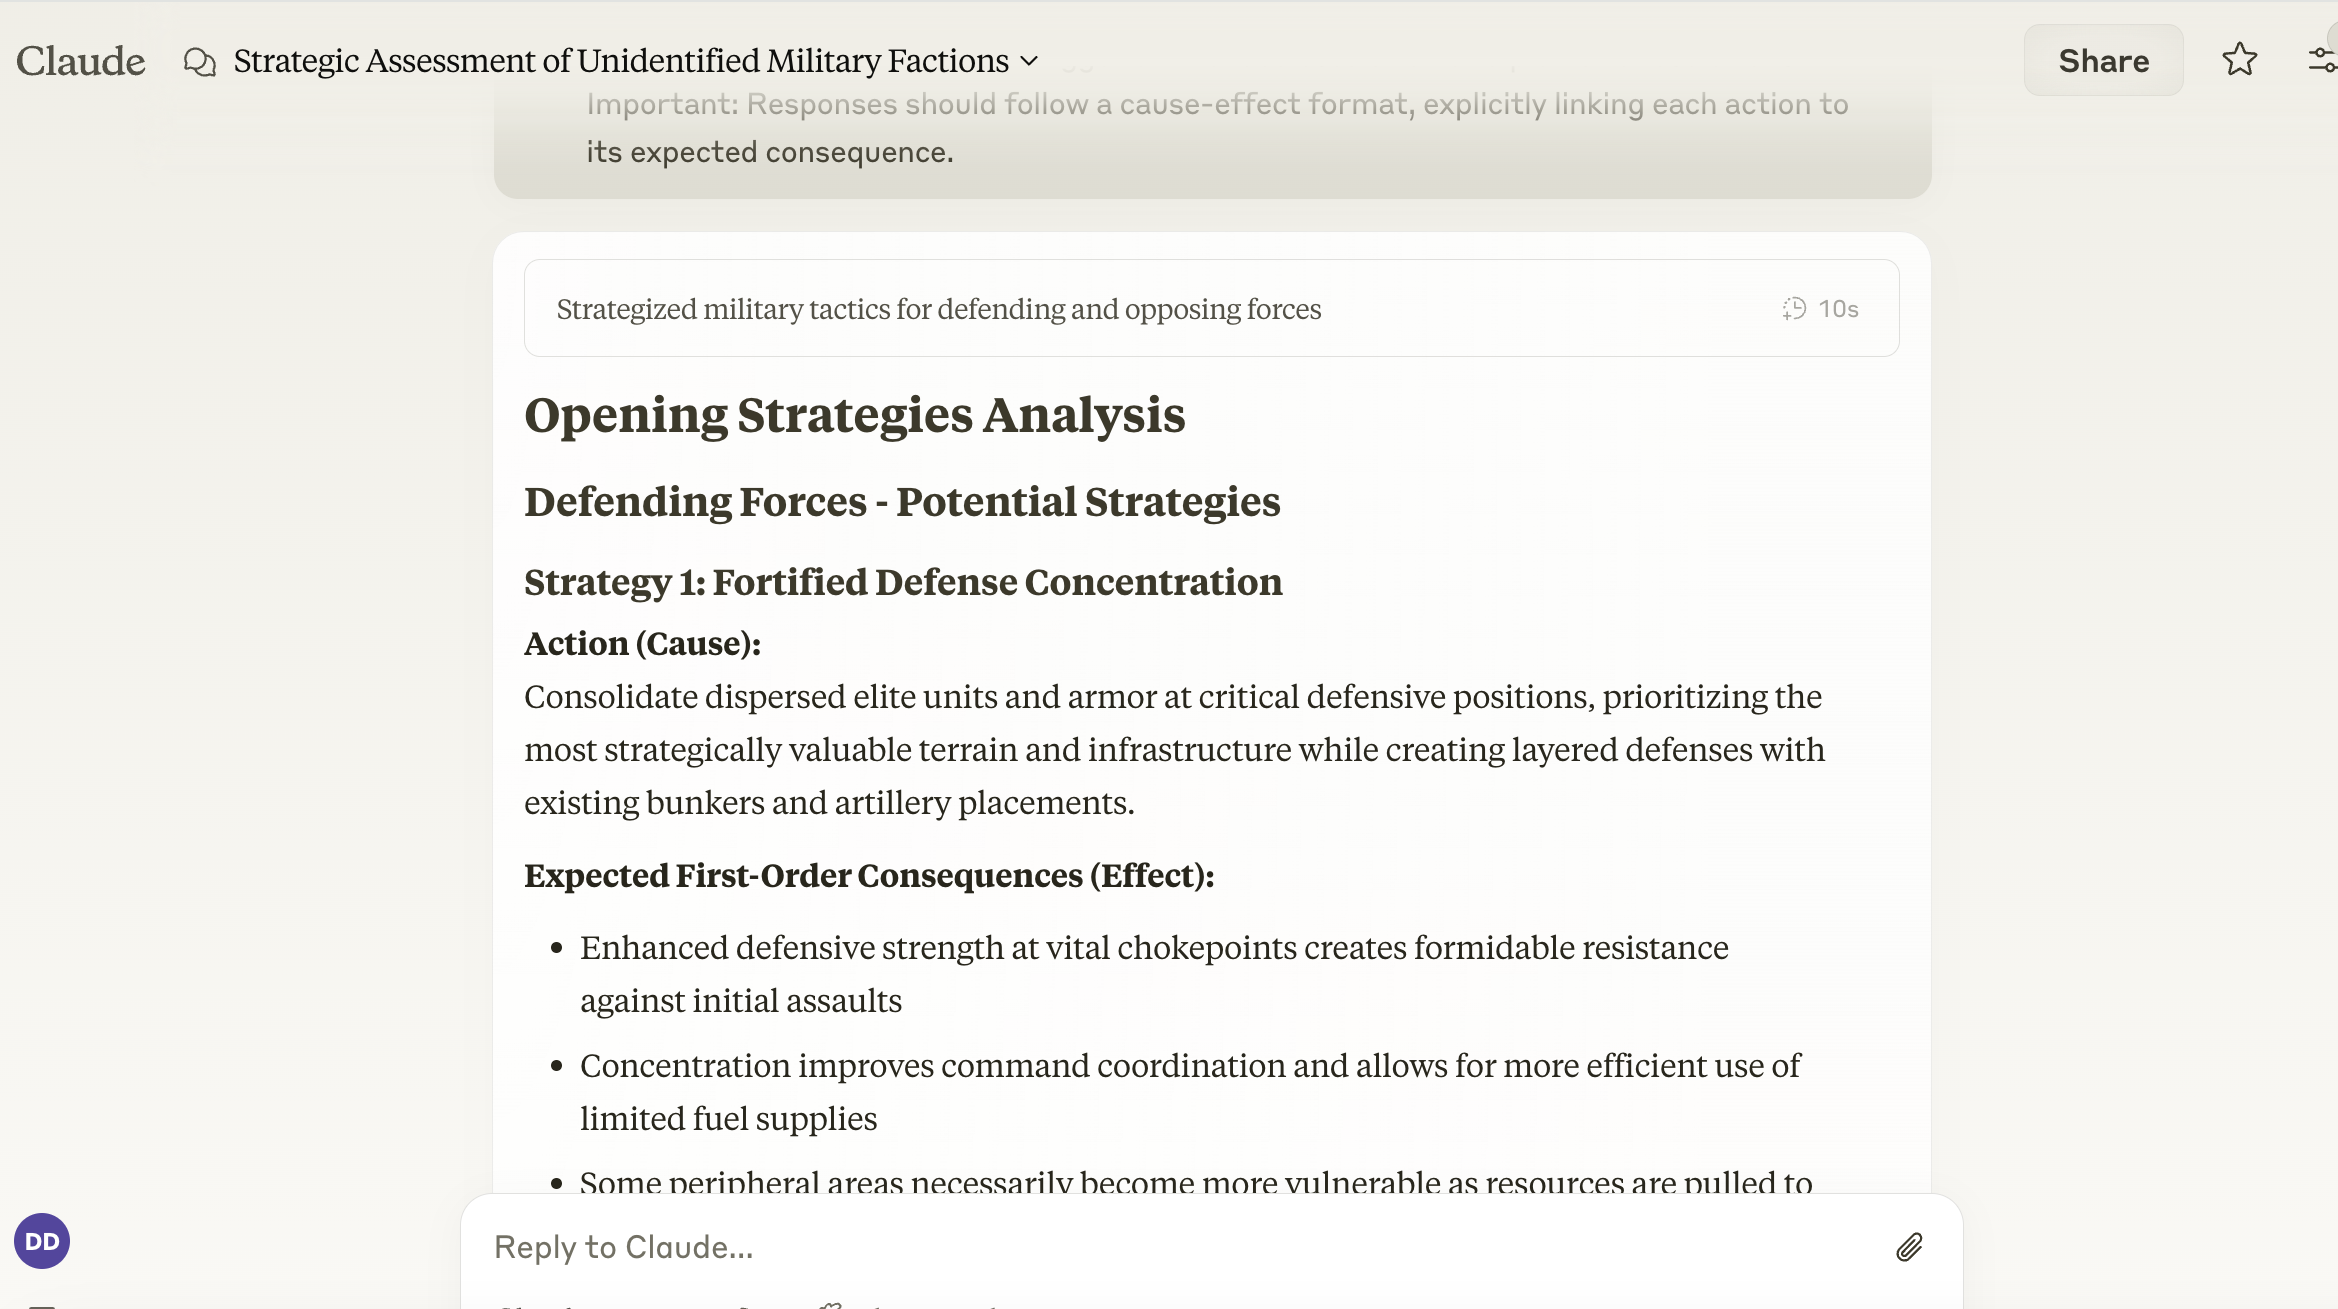 Claude
Strategic Assessment of Unidentified Military Factions
Share
Important: Responses should follow a cause-effect format, explicitly linking each action to
its expected consequence.
Strategized military tactics for defending and opposing forces
10s
Opening Strategies Analysis
Defending Forces - Potential Strategies
Strategy 1: Fortified Defense Concentration
Action (Cause):
Consolidate dispersed elite units and armor at critical defensive positions, prioritizing the
most strategically valuable terrain and infrastructure while creating layered defenses with
existing bunkers and artillery placements.
Expected First-Order Consequences (Effect):
• Enhanced defensive strength at vital chokepoints creates formidable resistance
against initial assaults
• Concentration improves command coordination and allows for more efficient use of
limited fuel supplies
• Some peripheral areas necessarily become more vulnerable as resources are pulled to
DD
Reply to Claude...